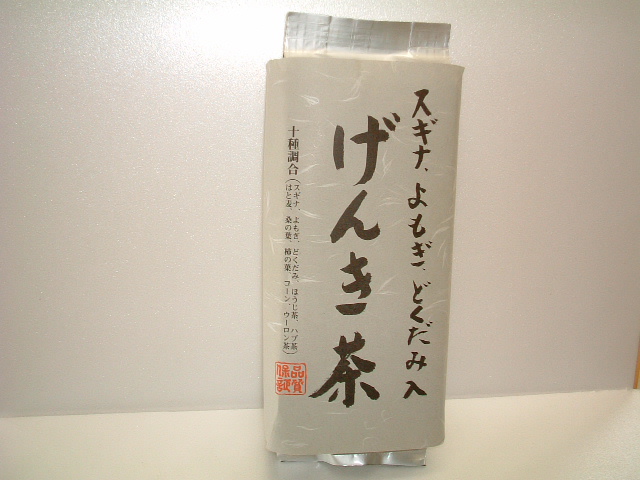 スギナ、よもぎ、どくだみ入
げんき茶
十種調合
(スギナ、よもぎ、どくだみ、ほうじ茶、ハブ茶
はと麦、桑の葉、柿の葉、コーン、ウーロン茶)
品質
保証